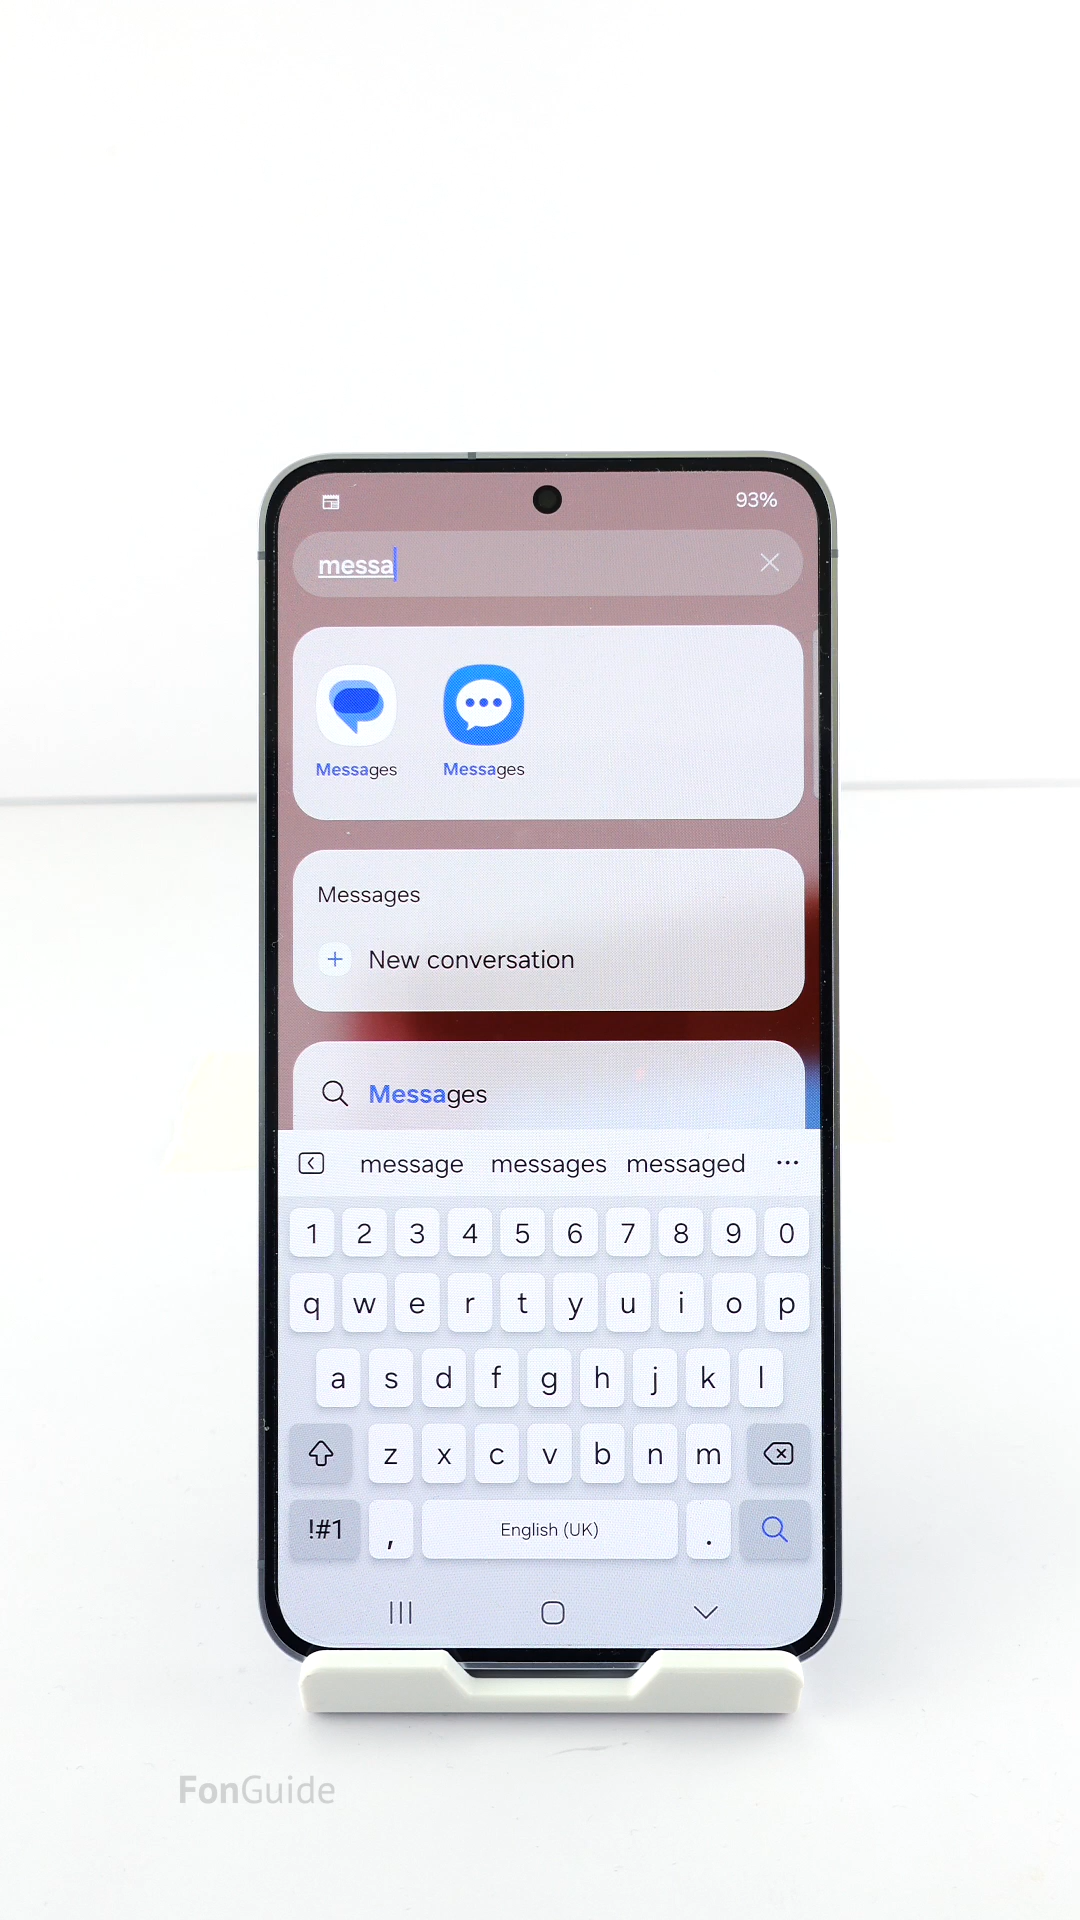 93%
messa
Messages Messages
Messages
+ New conversation
Messages
message messages messaged ...
1 2 3 4 5 6 7 8 9 0
q w e r t y u i o p
a s d f g h j k l
z x c v b n m
!#1 , English (UK) .
FonGuide